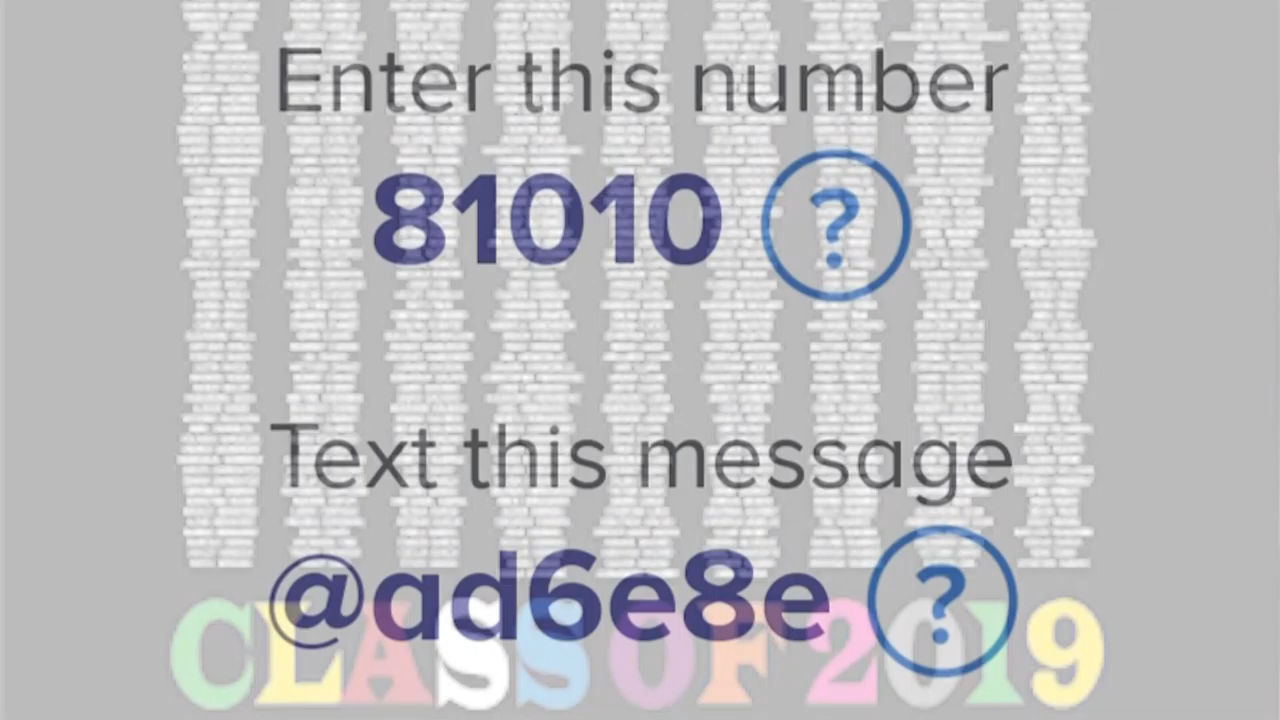 Enter this number
81010 ?
Text this message
@ad6e8e ?
CLASS OF 2019